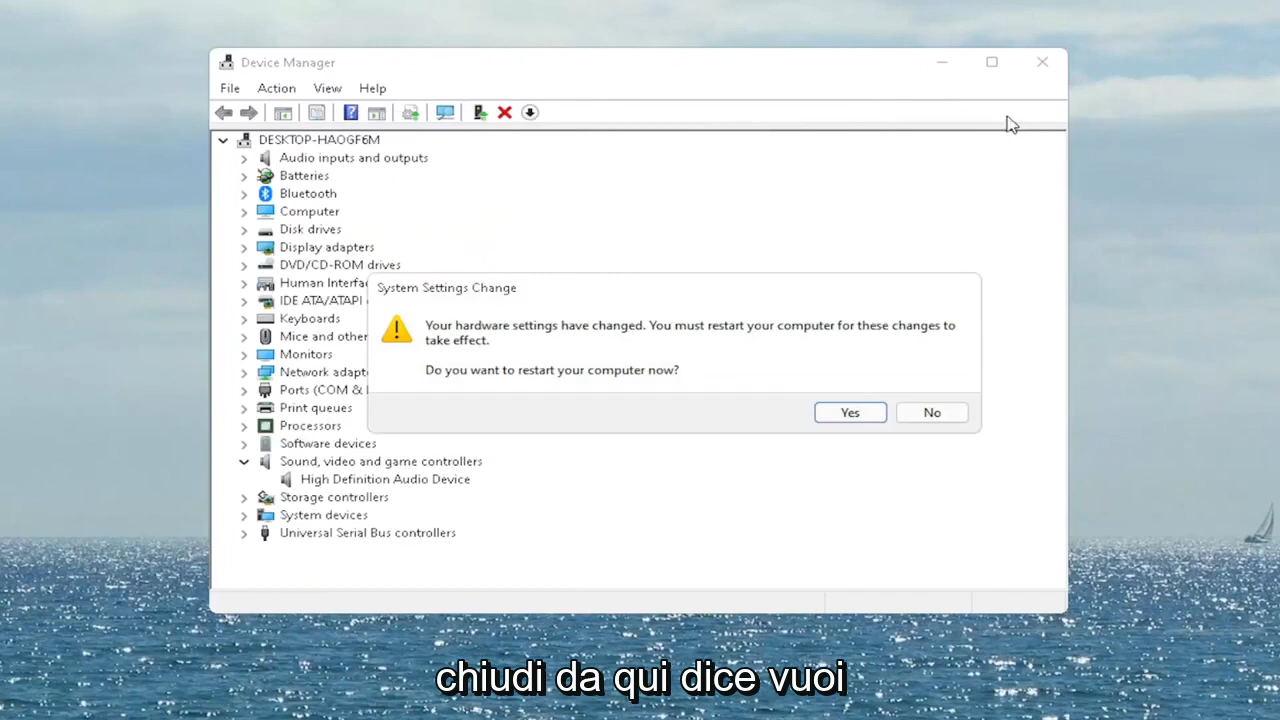 Device Manager
File Action View Help
DESKTOP-HAOGF6M
Audio inputs and outputs
Batteries
Bluetooth
Computer
Disk drives
Display adapters
DVD/CD-ROM drives
Human Interfa
IDE ATA/ATAPI
Keyboards
Mice and other
Monitors
Network adapt
Ports (COM &
Print queues
Processors
Software devices
Sound, video and game controllers
High Definition Audio Device
Storage controllers
System devices
Universal Serial Bus controllers
System Settings Change
Your hardware settings have changed. You must restart your computer for these changes to
take effect.
Do you want to restart your computer now?
Yes No
chiudi da qui dice vuoi